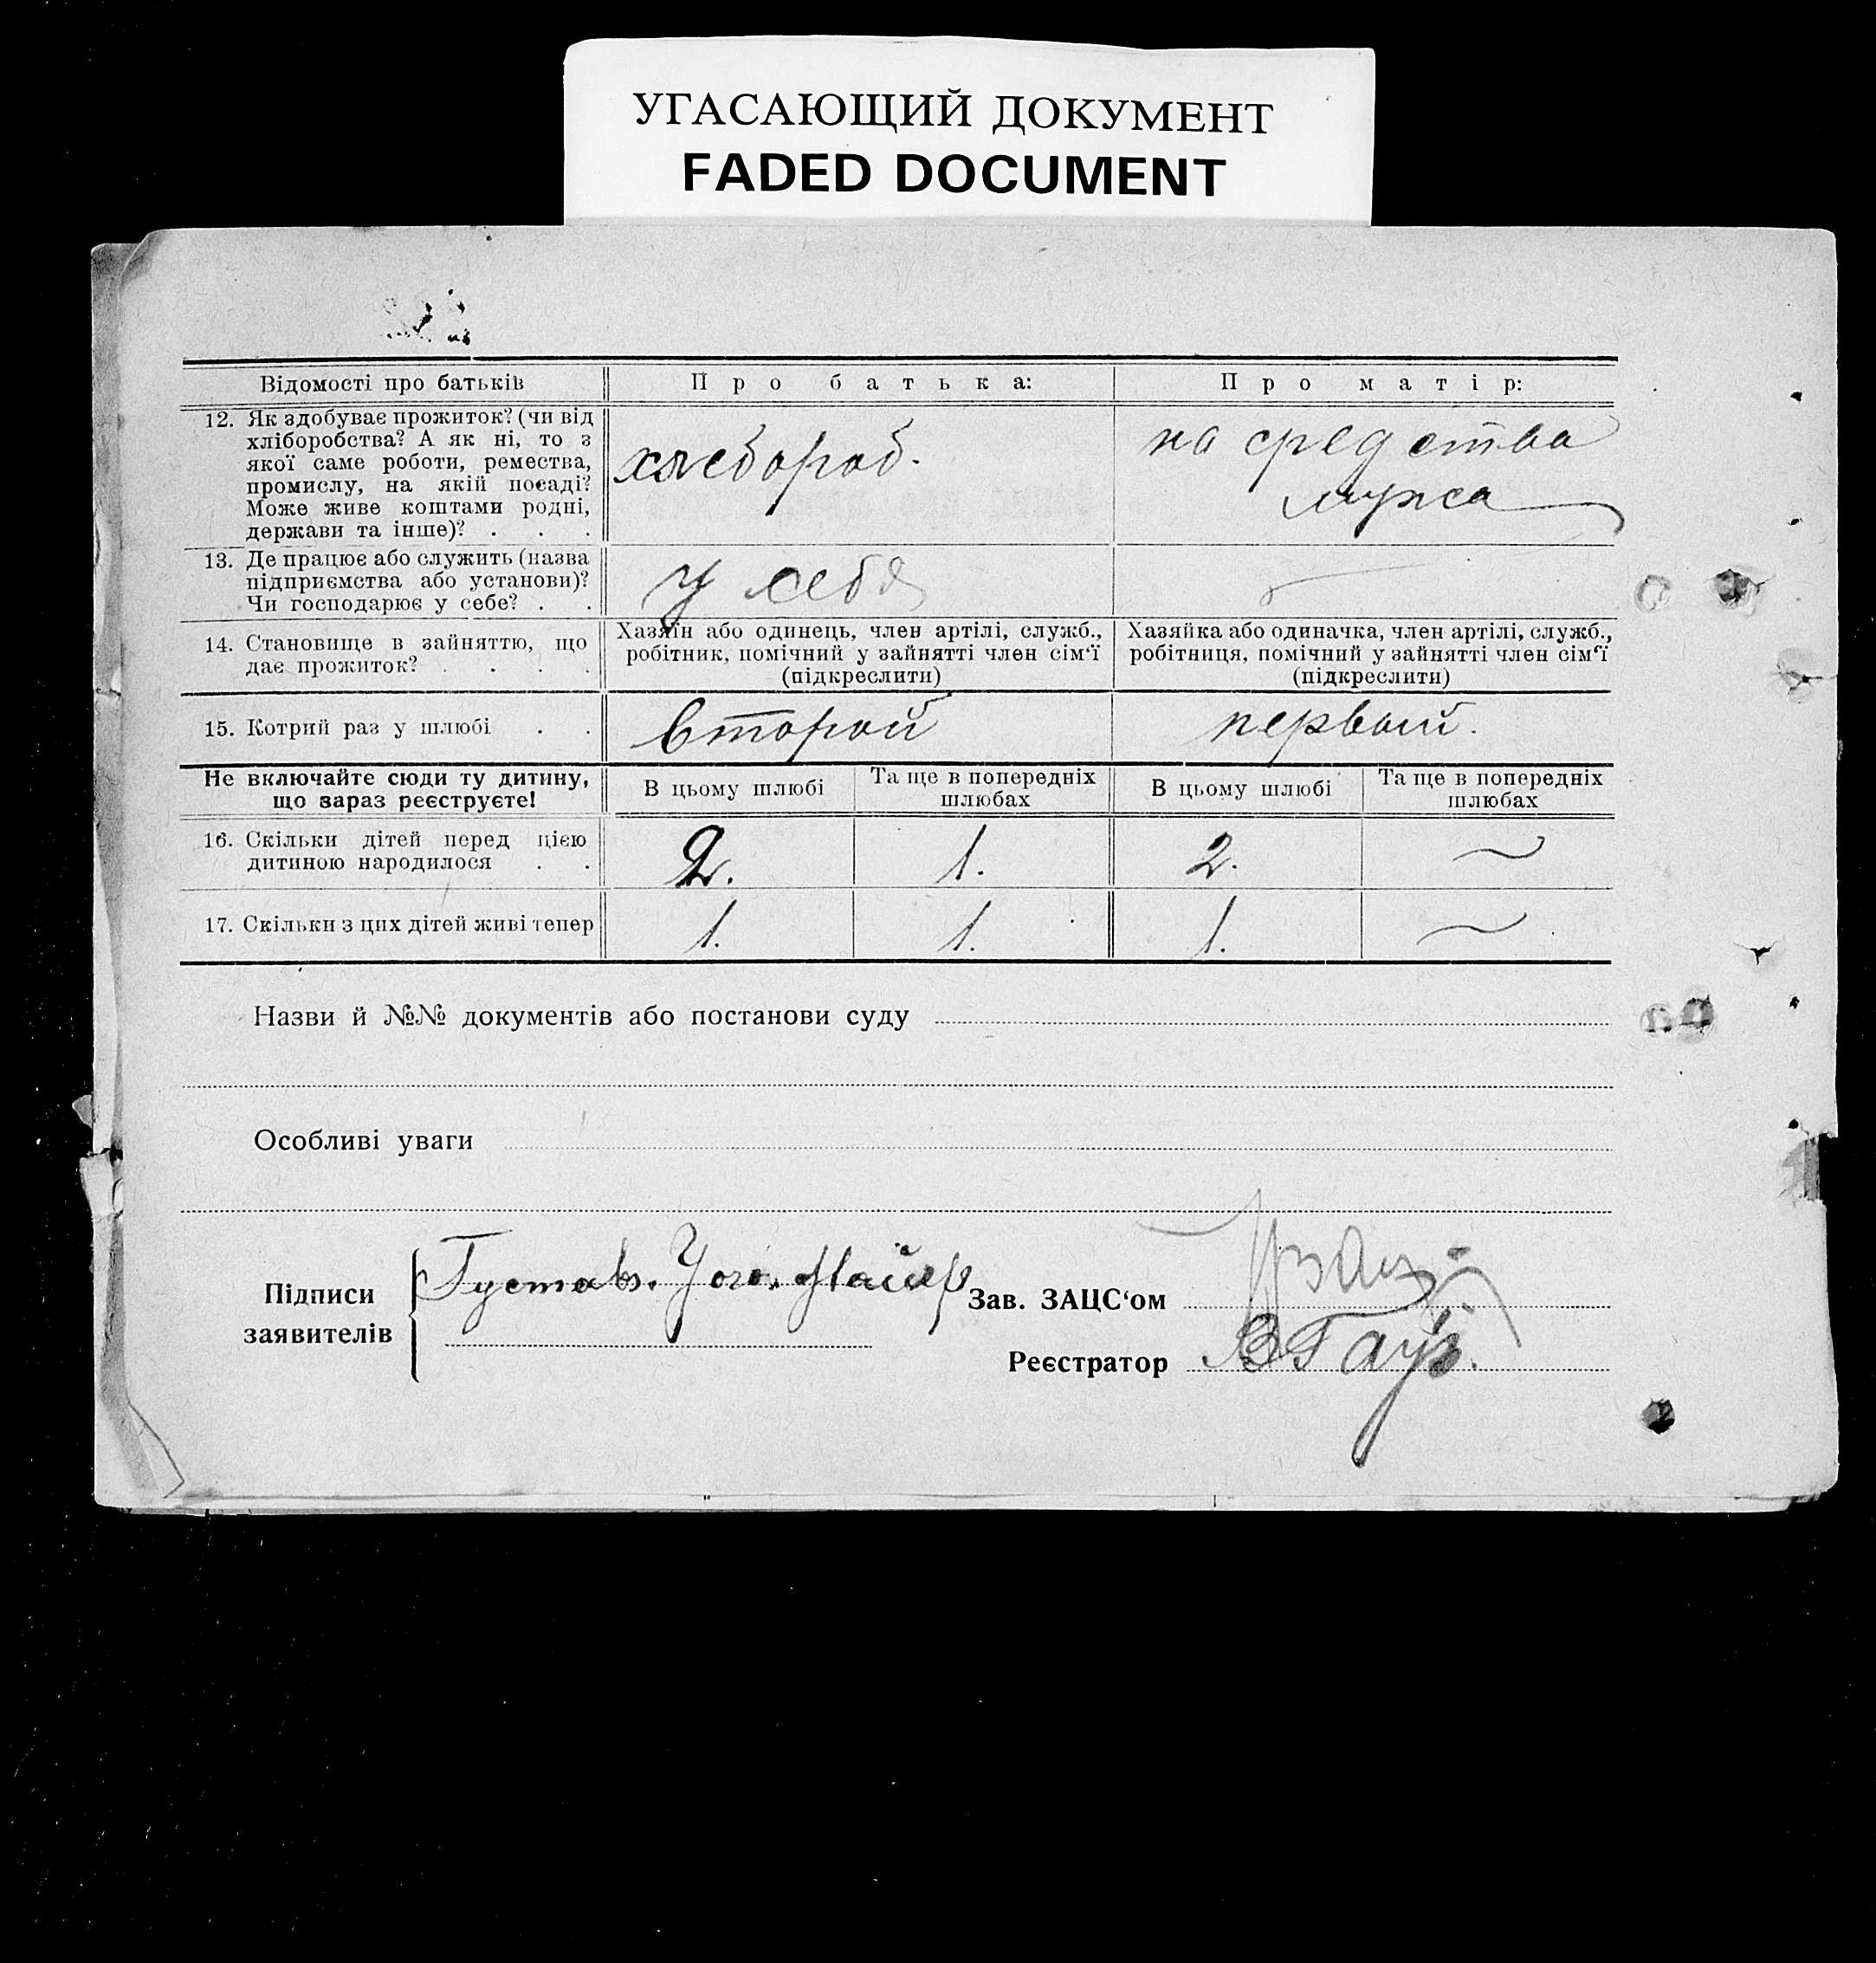 УГАСАЮЩИЙ ДОКУМЕНТ
FADED DOCUMENT
Відомості про батьків
Про батька:
Про матір:
12. Як здобуває прожиток? (чи від
хліборобства? А як ні, то з
якої саме роботи, ремества,
промислу, на якій посаді?
Може живе коштами родні,
держави та інше)? . . .
хлебороб.
на средства
мужа
13. Де працює або служить (назва
підприємства або установи)?
Чи господарює у себе? . .
у себя
—
14. Становище в зайняттю, що
дає прожиток? . . . .
Хазяїн або одинець, член артілі, служб.,
робітник, помічний у зайнятті член сім‘ї
(підкреслити)
Хазяйка або одиначка, член артілі, служб.,
робітниця, помічний у зайнятті член сім‘ї
(підкреслити)
15. Котрий раз у шлюбі . .
второй
первый.
Не включайте сюди ту дитину,
що зараз реєструєте!
В цьому шлюбі
Та ще в попередніх
шлюбах
В цьому шлюбі
Та ще в попередніх
шлюбах
16. Скільки дітей перед цією
дитиною народилося . .
2.
1.
2.
—
17. Скільки з цих дітей живі тепер
1.
1.
1.
—
Назви й №№ документів або постанови суду
Особливі уваги
Підписи
заявителів
Густав. Майер
Зав. ЗАЦС‘ом
Реєстратор